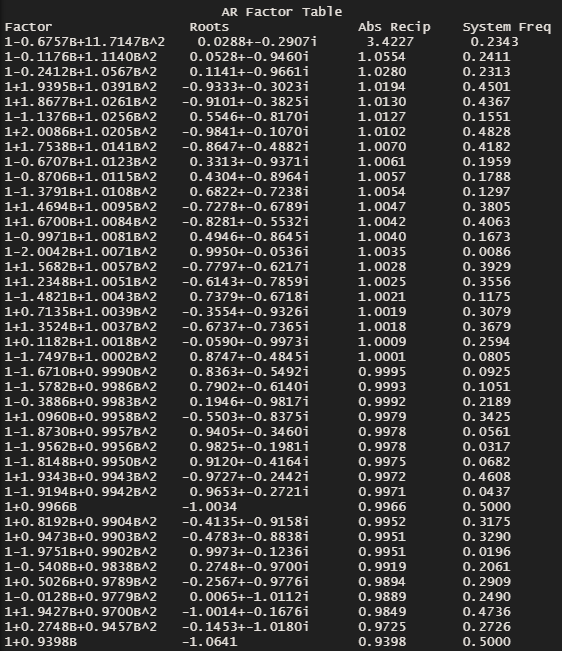 AR Factor Table
Factor Roots Abs Recip System Freq
1-0.6757B+11.7147B^2 0.0288+-0.2907i 3.4227 0.2343
1-0.1176B+1.1140B^2 0.0528+-0.9460i 1.0554 0.2411
1-0.2412B+1.0567B^2 0.1141+-0.9661i 1.0280 0.2313
1+1.9395B+1.0391B^2 -0.9333+-0.3023i 1.0194 0.4501
1+1.8677B+1.0261B^2 -0.9101+-0.3825i 1.0130 0.4367
1-1.1376B+1.0256B^2 0.5546+-0.8170i 1.0127 0.1551
1+2.0086B+1.0205B^2 -0.9841+-0.1070i 1.0102 0.4828
1+1.7538B+1.0141B^2 -0.8647+-0.4882i 1.0070 0.4182
1-0.6707B+1.0123B^2 0.3313+-0.9371i 1.0061 0.1959
1-0.8706B+1.0115B^2 0.4304+-0.8964i 1.0057 0.1788
1-1.3791B+1.0108B^2 0.6822+-0.7238i 1.0054 0.1297
1+1.4694B+1.0095B^2 -0.7278+-0.6789i 1.0047 0.3805
1+1.6700B+1.0084B^2 -0.8281+-0.5532i 1.0042 0.4063
1-0.9971B+1.0081B^2 0.4946+-0.8645i 1.0040 0.1673
1-2.0042B+1.0071B^2 0.9950+-0.0536i 1.0035 0.0086
1+1.5682B+1.0057B^2 -0.7797+-0.6217i 1.0028 0.3929
1+1.2348B+1.0051B^2 -0.6143+-0.7859i 1.0025 0.3556
1-1.4821B+1.0043B^2 0.7379+-0.6718i 1.0021 0.1175
1+0.7135B+1.0039B^2 -0.3554+-0.9326i 1.0019 0.3079
1+1.3524B+1.0037B^2 -0.6737+-0.7365i 1.0018 0.3679
1+0.1182B+1.0018B^2 -0.0590+-0.9973i 1.0009 0.2594
1-1.7497B+1.0002B^2 0.8747+-0.4845i 1.0001 0.0805
1-1.6710B+0.9990B^2 0.8363+-0.5492i 0.9995 0.0925
1-1.5782B+0.9986B^2 0.7902+-0.6140i 0.9993 0.1051
1-0.3886B+0.9983B^2 0.1946+-0.9817i 0.9992 0.2189
1+1.0960B+0.9958B^2 -0.5503+-0.8375i 0.9979 0.3425
1-1.8730B+0.9957B^2 0.9405+-0.3460i 0.9978 0.0561
1-1.9562B+0.9956B^2 0.9825+-0.1981i 0.9978 0.0317
1-1.8148B+0.9950B^2 0.9120+-0.4164i 0.9975 0.0682
1+1.9343B+0.9943B^2 -0.9727+-0.2442i 0.9972 0.4608
1-1.9194B+0.9942B^2 0.9653+-0.2721i 0.9971 0.0437
1+0.9966B -1.0034 0.9966 0.5000
1+0.8192B+0.9904B^2 -0.4135+-0.9158i 0.9952 0.3175
1+0.9473B+0.9903B^2 -0.4783+-0.8838i 0.9951 0.3290
1-1.9751B+0.9902B^2 0.9973+-0.1236i 0.9951 0.0196
1-0.5408B+0.9838B^2 0.2748+-0.9700i 0.9919 0.2061
1+0.5026B+0.9789B^2 -0.2567+-0.9776i 0.9894 0.2909
1-0.0128B+0.9779B^2 0.0065+-1.0112i 0.9889 0.2490
1+1.9427B+0.9700B^2 -1.0014+-0.1676i 0.9849 0.4736
1+0.2748B+0.9457B^2 -0.1453+-1.0180i 0.9725 0.2726
1+0.9398B -1.0641 0.9398 0.5000